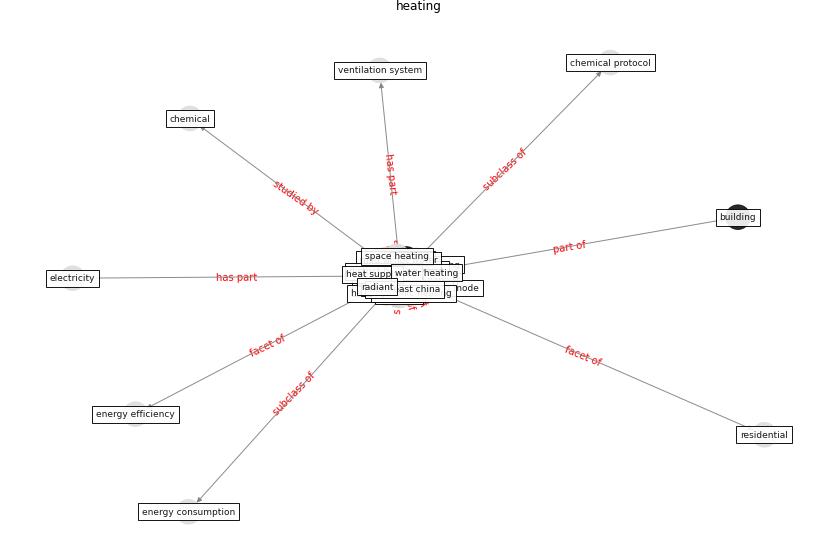 heating
chemical protocol
ventilation system
chemical
has part
subclass of
studied by
building
part of
space heating
water heating
heat supp
electricity
has part
radiant
ast china
node
facet of
facet of
subclass of
energy efficiency
residential
energy consumption